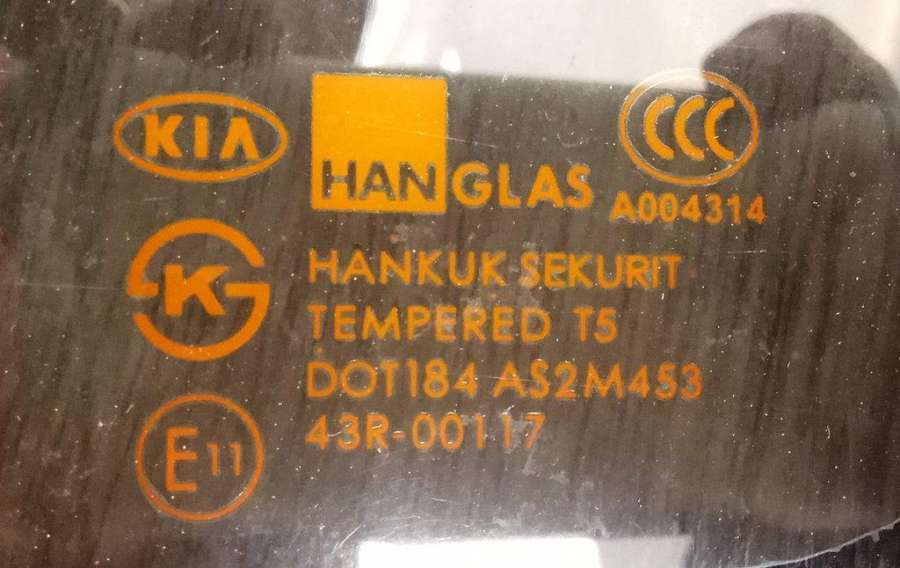 KIA
HANGLAS
CCC
A004314
K
HANKUK SEKURIT
TEMPERED T5
DOT184 AS2M453
E11
43R-00117